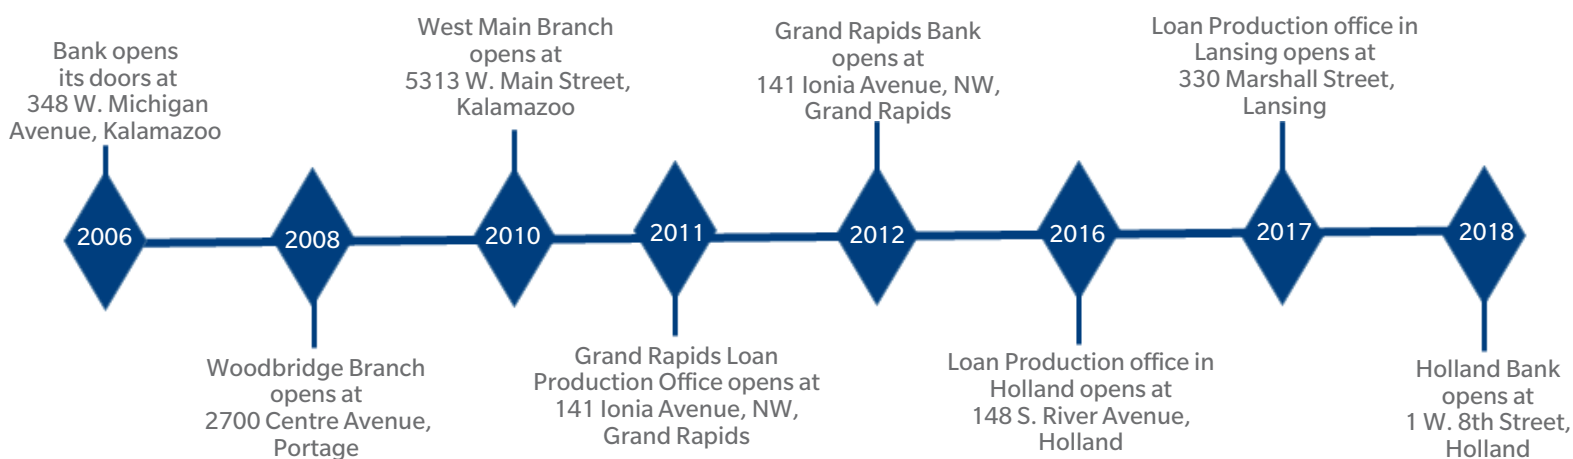 Bank opens
its doors at
348 W. Michigan
Avenue, Kalamazoo
2006
2008
Woodbridge Branch
opens at
2700 Centre Avenue,
Portage
West Main Branch
opens at
5313 W. Main Street,
Kalamazoo
2010
2011
Grand Rapids Loan
Production Office opens at
141 Ionia Avenue, NW,
Grand Rapids
Grand Rapids Bank
opens at
141 Ionia Avenue, NW,
Grand Rapids
2012
2016
Loan Production office in
Holland opens at
148 S. River Avenue,
Holland
Loan Production office in
Lansing opens at
330 Marshall Street,
Lansing
2017
2018
Holland Bank
opens at
1 W. 8th Street,
Holland